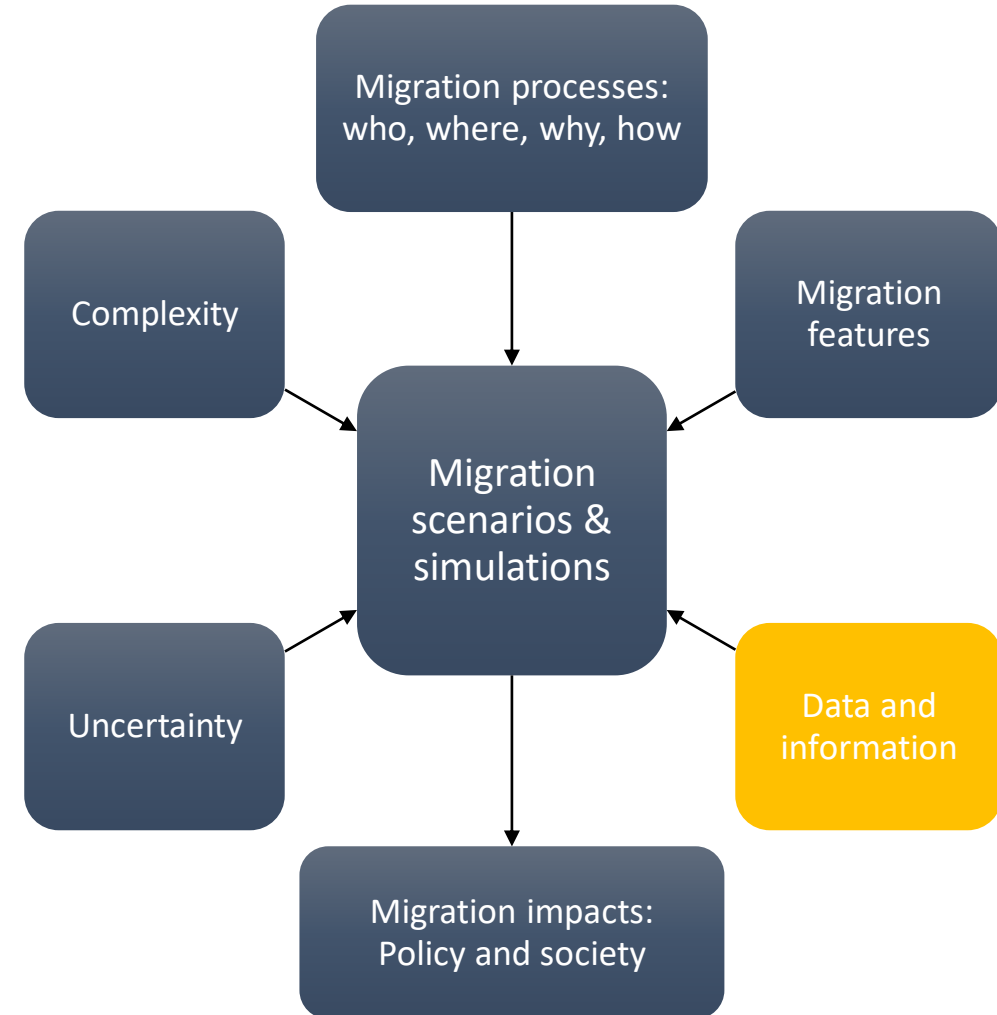 Migration processes:
who, where, why, how
Complexity
Migration
features
Migration
scenarios &
simulations
Uncertainty
Data and
information
Migration impacts:
Policy and society